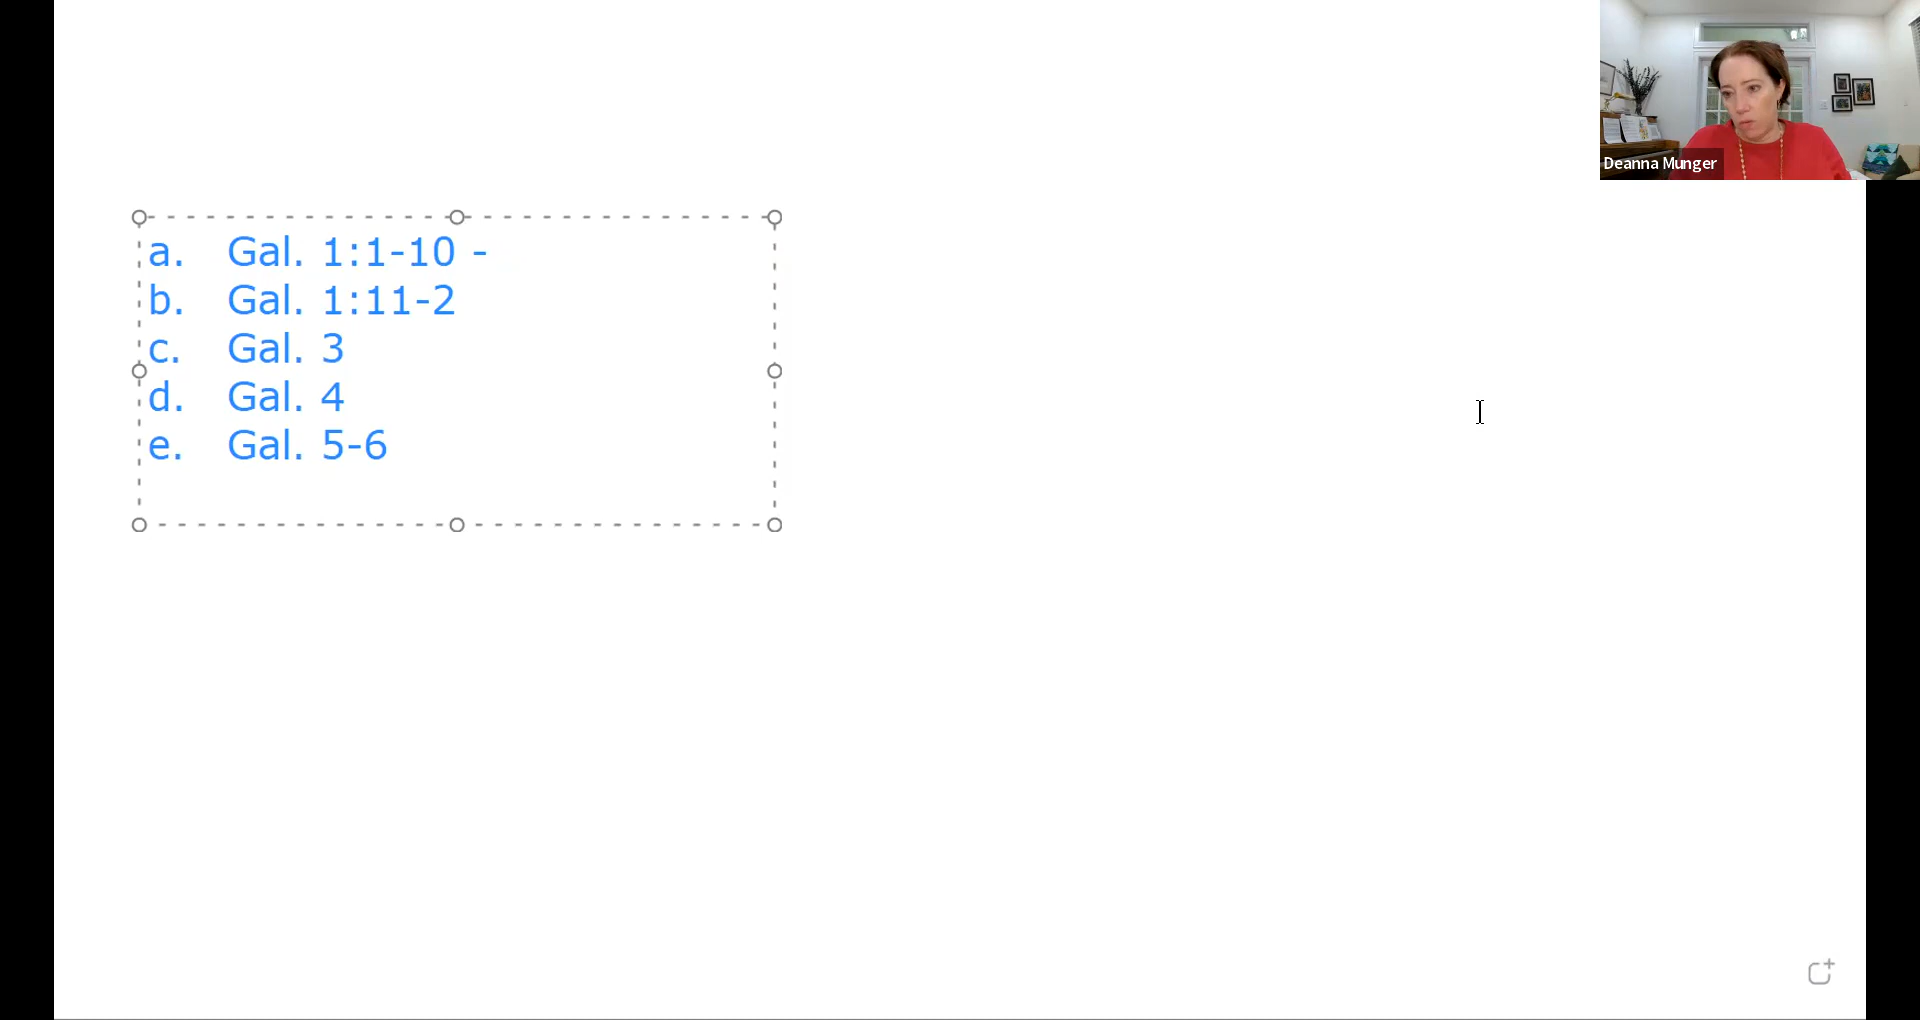 Deanna Munger
a. Gal. 1:1-10 -
b. Gal. 1:11-2
c. Gal. 3
d. Gal. 4
e. Gal. 5-6